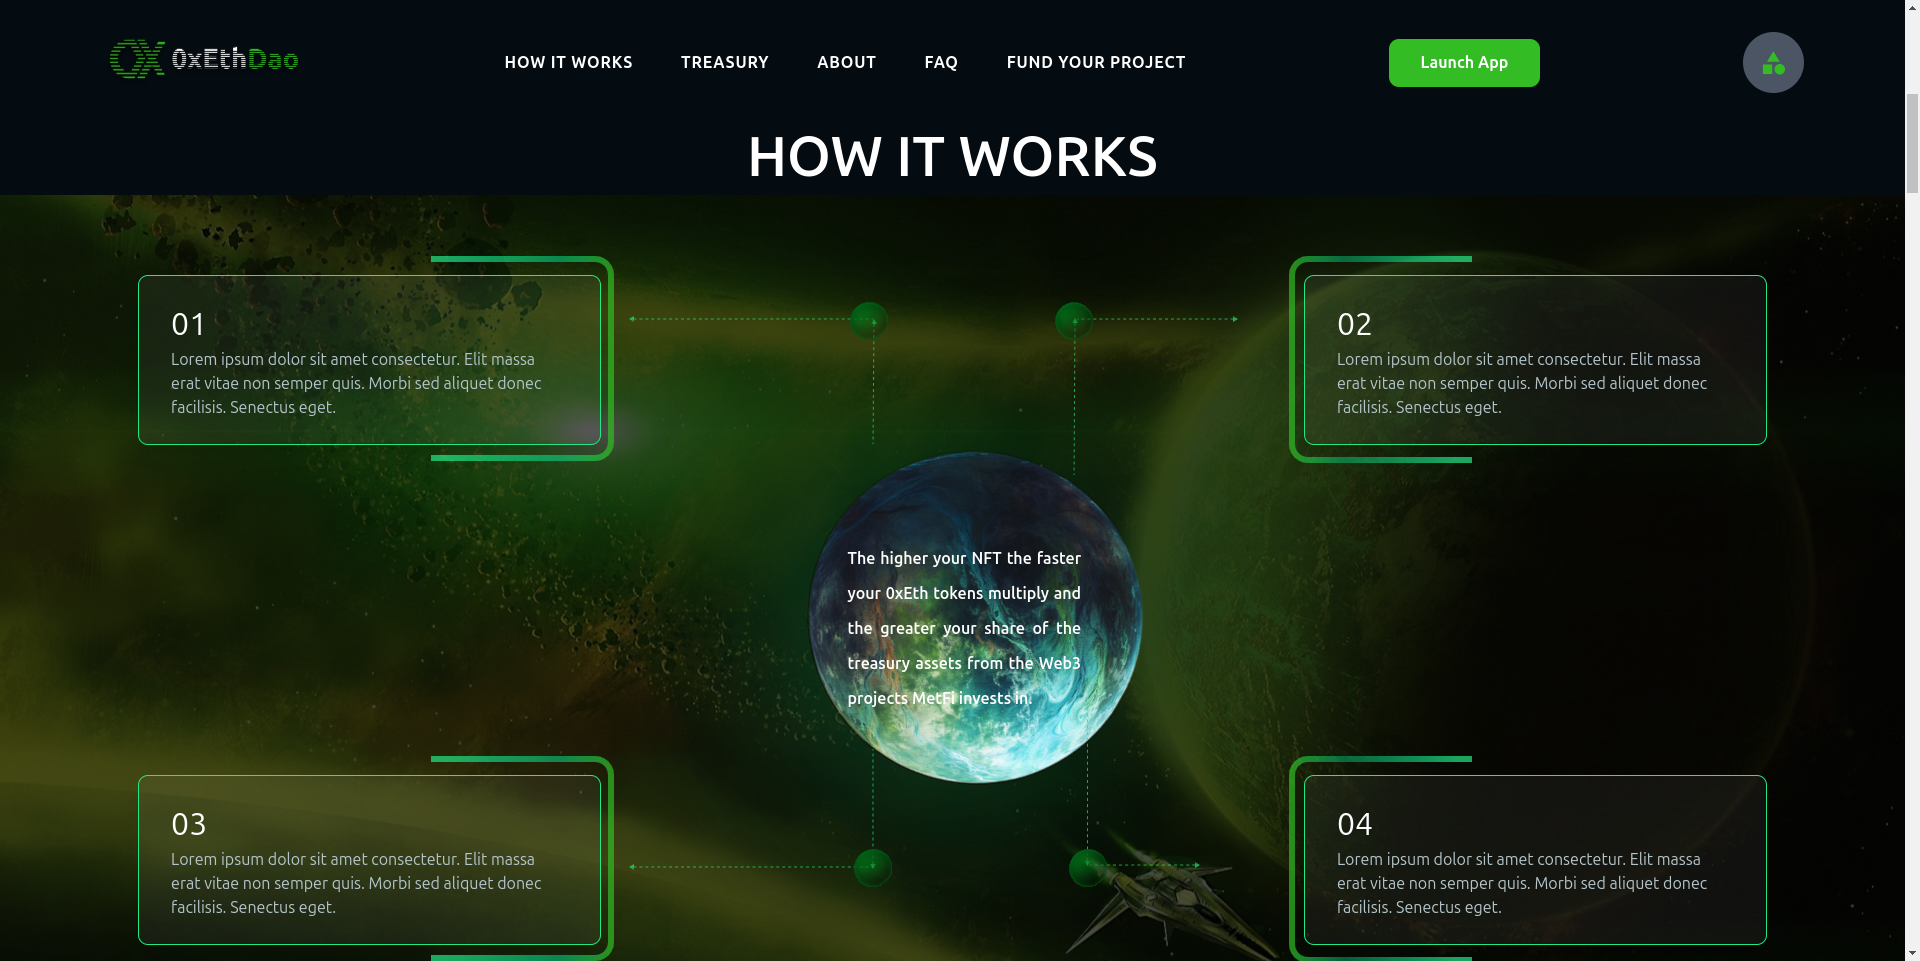 0X 0xEthDao
HOW IT WORKS TREASURY ABOUT FAQ FUND YOUR PROJECT
Launch App
HOW IT WORKS
01
Lorem ipsum dolor sit amet consectetur. Elit massa
erat vitae non semper quis. Morbi sed aliquet donec
facilisis. Senectus eget.
02
Lorem ipsum dolor sit amet consectetur. Elit massa
erat vitae non semper quis. Morbi sed aliquet donec
facilisis. Senectus eget.
The higher your NFT the faster
your 0xEth tokens multiply and
the greater your share of the
treasury assets from the Web3
projects MetFi invests in.
03
Lorem ipsum dolor sit amet consectetur. Elit massa
erat vitae non semper quis. Morbi sed aliquet donec
facilisis. Senectus eget.
04
Lorem ipsum dolor sit amet consectetur. Elit massa
erat vitae non semper quis. Morbi sed aliquet donec
facilisis. Senectus eget.